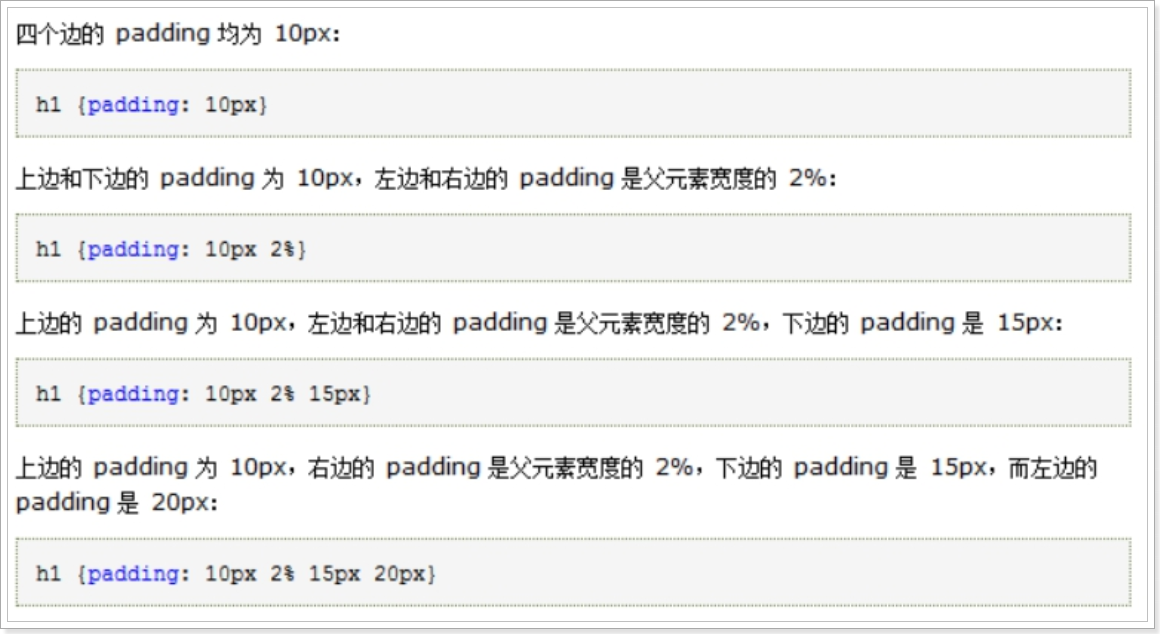 四个边的 padding 均为 10px：
h1 {padding: 10px}
上边和下边的 padding 为 10px，左边和右边的 padding 是父元素宽度的 2%：
h1 {padding: 10px 2%}
上边的 padding 为 10px，左边和右边的 padding 是父元素宽度的 2%，下边的 padding 是 15px：
h1 {padding: 10px 2% 15px}
上边的 padding 为 10px，右边的 padding 是父元素宽度的 2%，下边的 padding 是 15px，而左边的
padding 是 20px：
h1 {padding: 10px 2% 15px 20px}